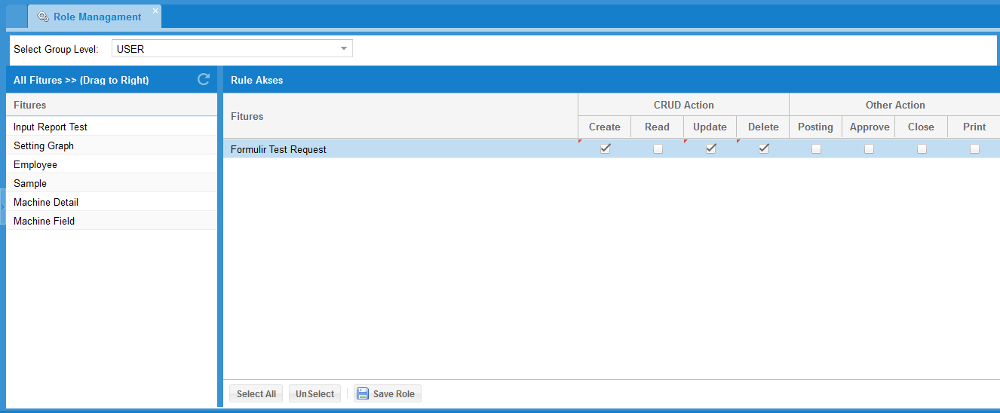 Role Managament
Select Group Level: USER
All Fitures >> (Drag to Right)
Fitures
Input Report Test
Setting Graph
Employee
Sample
Machine Detail
Machine Field
Rule Akses
Fitures
CRUD Action
Other Action
Create Read Update Delete Posting Approve Close Print
Formulir Test Request
Select All UnSelect Save Role